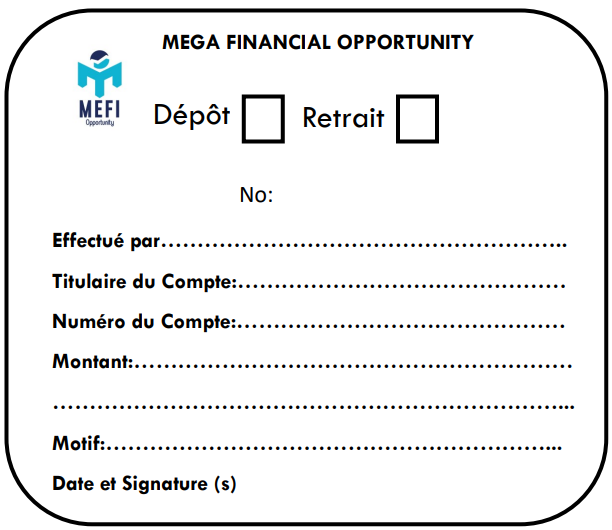 MEGA FINANCIAL OPPORTUNITY
MEFI
Opportunity
Dépôt Retrait
No:
Effectué par…………………………………………………..
Titulaire du Compte:………………………………………
Numéro du Compte:………………………………………
Montant:……………………………………………………
……………………………………………………………...
Motif:……………………………………………………...
Date et Signature (s)